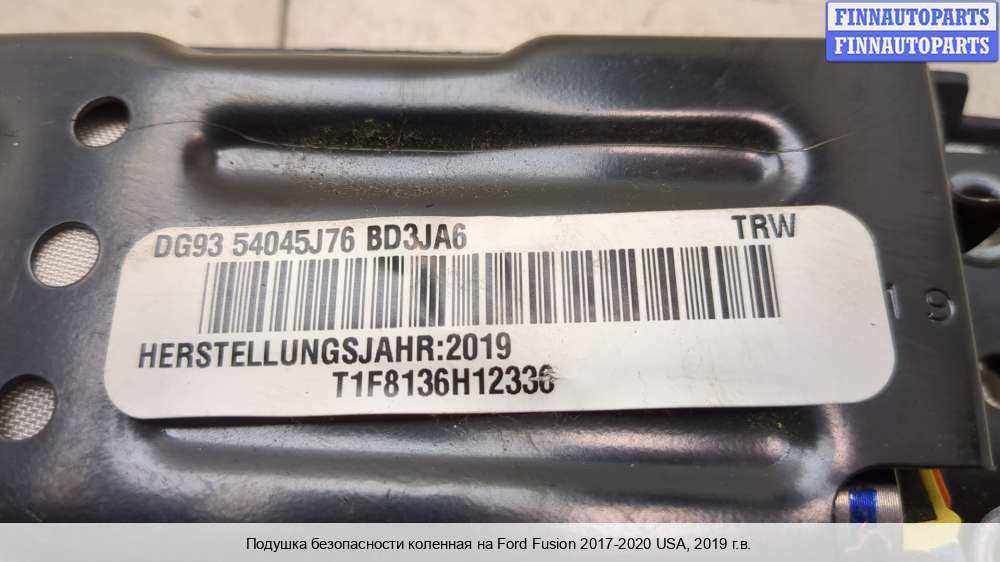 FINNAUTOPARTS
FINNAUTOPARTS
DG93 54045J76 BD3JA6 TRW
19
HERSTELLUNGSJAHR:2019
T1F8136H12336
Подушка безопасности коленная на Ford Fusion 2017-2020 USA, 2019 г.в.